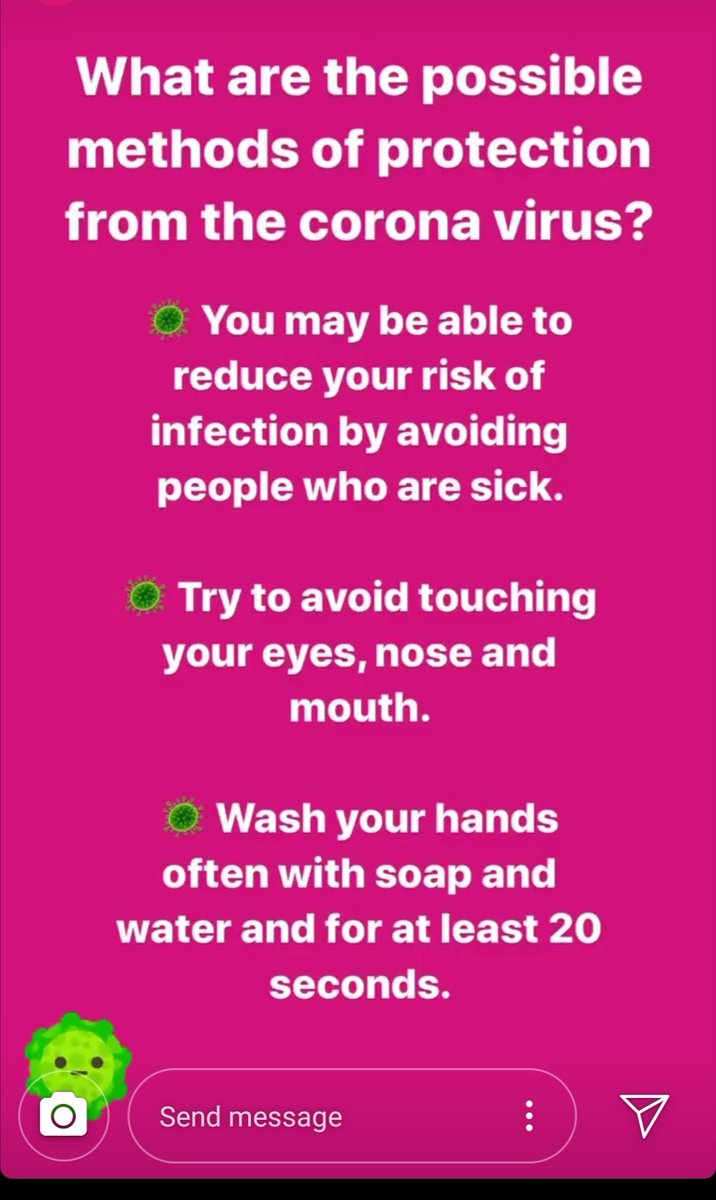 What are the possible
methods of protection
from the corona virus?
🦠 You may be able to
reduce your risk of
infection by avoiding
people who are sick.
🦠 Try to avoid touching
your eyes, nose and
mouth.
🦠 Wash your hands
often with soap and
water and for at least 20
seconds.
Send message